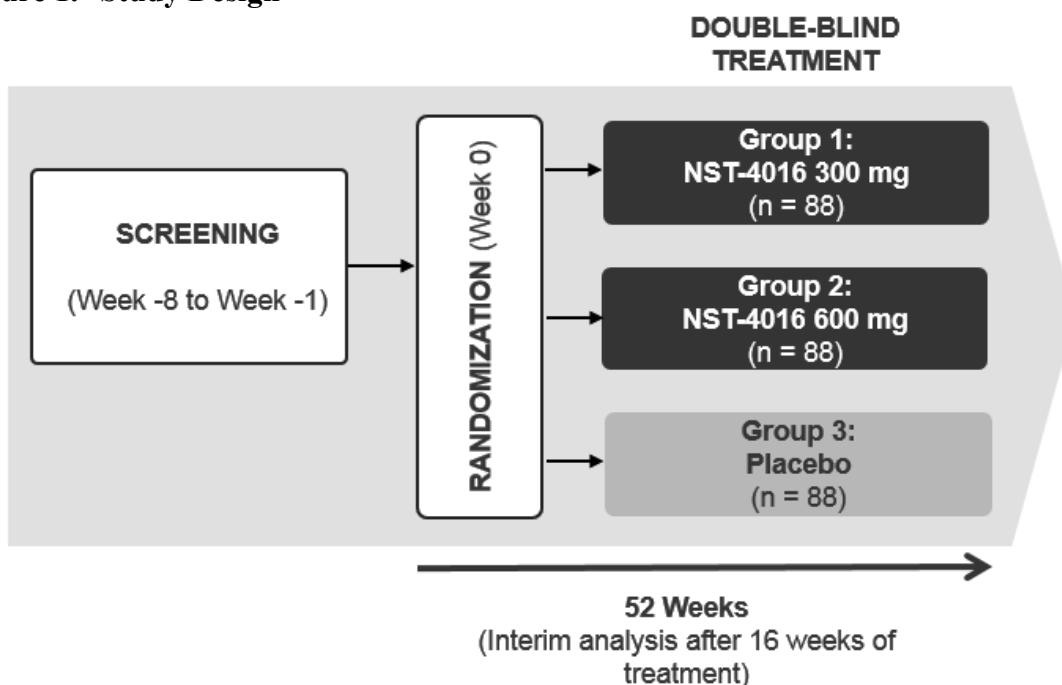 Study Design
DOUBLE-BLIND
TREATMENT
SCREENING
(Week -8 to Week -1)
RANDOMIZATION (Week 0)
Group 1:
NST-4016 300 mg
(n = 88)
Group 2:
NST-4016 600 mg
(n = 88)
Group 3:
Placebo
(n = 88)
52 Weeks
(Interim analysis after 16 weeks of
treatment)